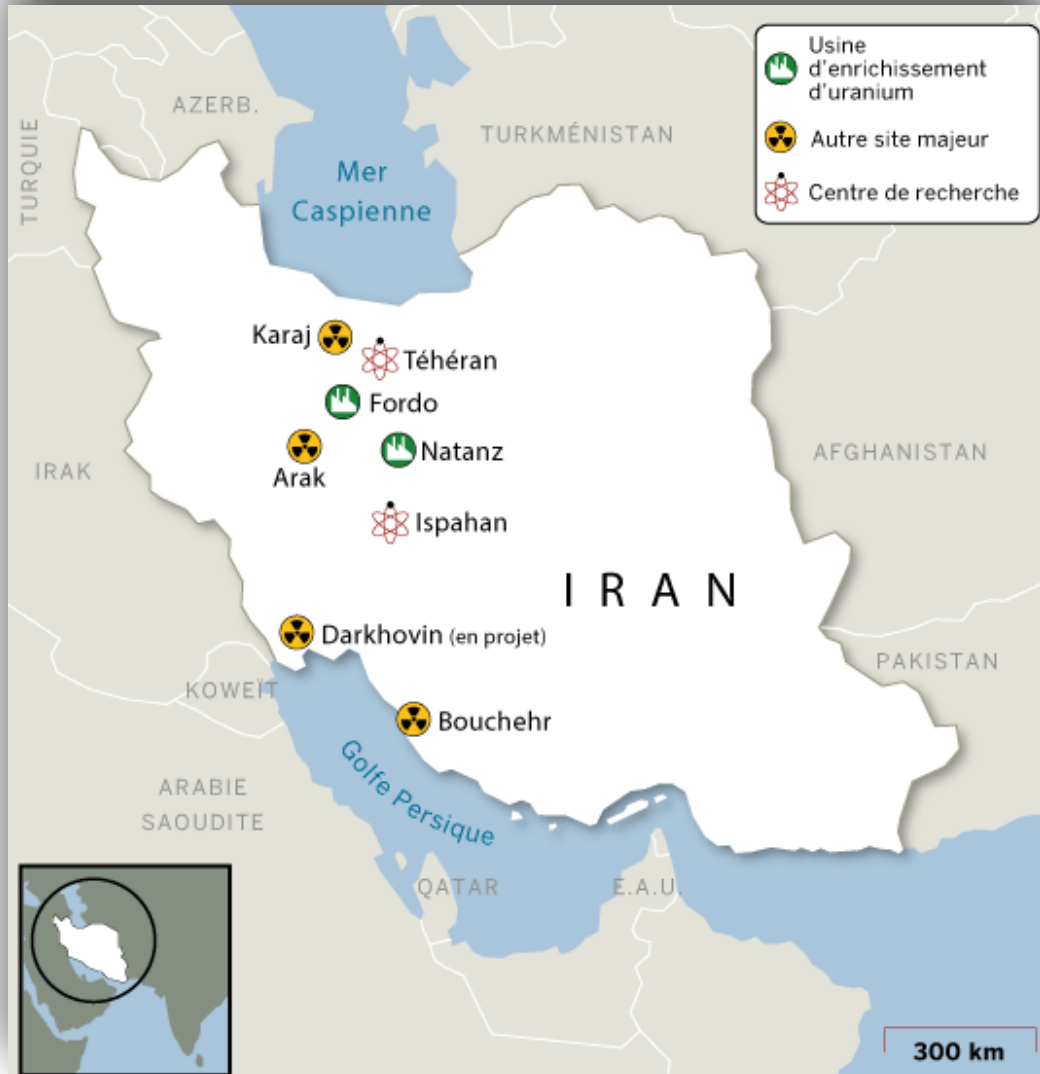 Usine
d'enrichissement
d'uranium
Autre site majeur
Centre de recherche
AZERB.
TURKMÉNISTAN
TURQUIE
Mer
Caspienne
Karaj
Téhéran
Fordo
Natanz
Arak
IRAK
AFGHANISTAN
Ispahan
IRAN
Darkhovin (en projet)
PAKISTAN
KOWEÏT
Bouchehr
Golfe Persique
ARABIE
SAOUDITE
QATAR
E.A.U.
300 km